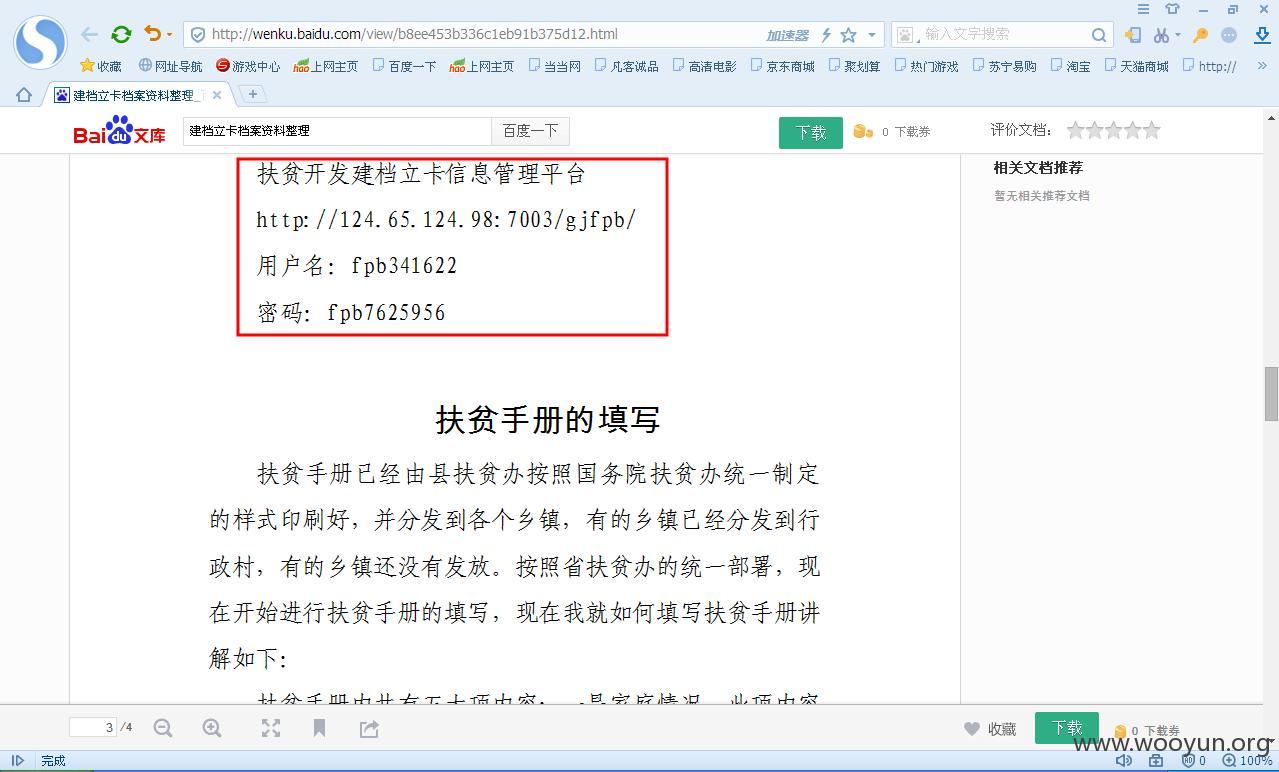 http://wenku.baidu.com/view/b8ee453b336c1eb91b375d12.html
加速器
输入文字搜索
收藏 网址导航 游戏中心 上网主页 百度一下 上网主页 当当网 凡客诚品 高清电影 京东商城 聚划算 热门游戏 苏宁易购 淘宝 天猫商城 http://
建档立卡档案资料整理_
Baidu文库
建档立卡档案资料整理
百度一下
下载
0 下载券
评价文档：
扶贫开发建档立卡信息管理平台
http://124.65.124.98:7003/gjfpb/
用户名：fpb341622
密码：fpb7625956
相关文档推荐
暂无相关推荐文档
扶贫手册的填写
扶贫手册已经由县扶贫办按照国务院扶贫办统一制定
的样式印刷好，并分发到各个乡镇，有的乡镇已经分发到行
政村，有的乡镇还没有发放。按照省扶贫办的统一部署，现
在开始进行扶贫手册的填写，现在我就如何填写扶贫手册讲
解如下：
3 /4
收藏
下载
0 下载券
www.wooyun.org
完成
0
100%